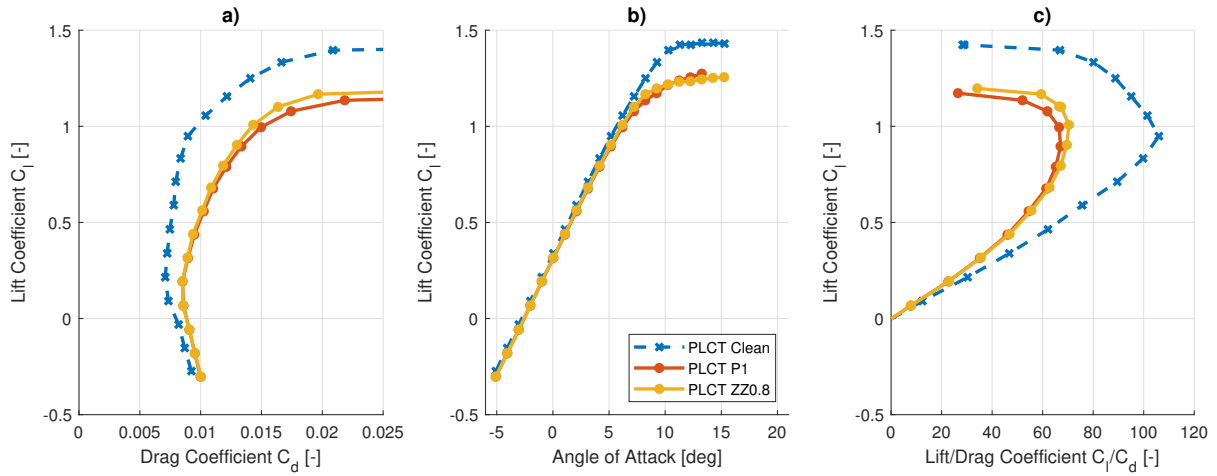 a)
1.5
1
0.5
0
-0.5
0
0.005
0.01
0.015
0.02
0.025
Lift Coefficient C_l [-]
Drag Coefficient C_d [-]
b)
1.5
1
0.5
0
-0.5
-5
0
5
10
15
20
Lift Coefficient C_l [-]
Angle of Attack [deg]
PLCT Clean
PLCT P1
PLCT ZZ0.8
c)
1.5
1
0.5
0
-0.5
0
20
40
60
80
100
120
Lift Coefficient C_l [-]
Lift/Drag Coefficient C_l/C_d [-]